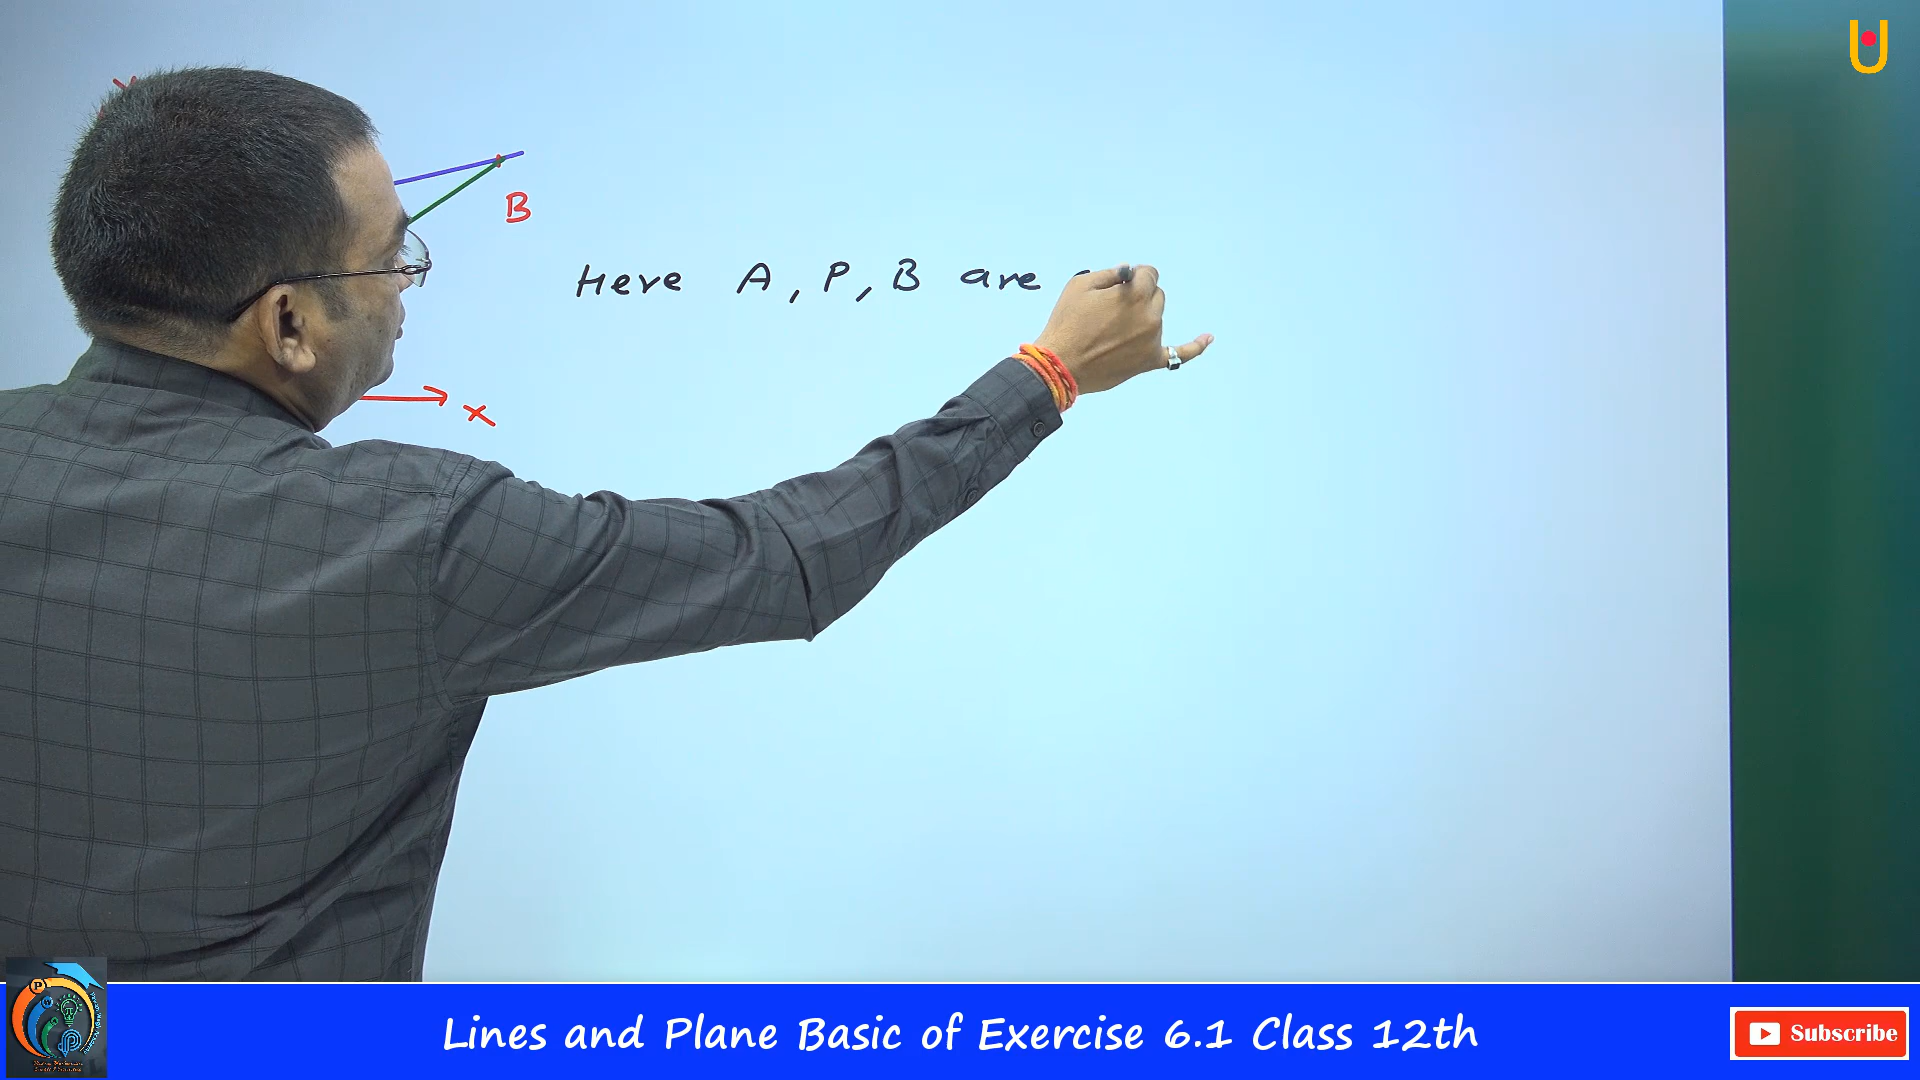 B
Here A, P, B are
x
Lines and Plane Basic of Exercise 6.1 Class 12th
Subscribe